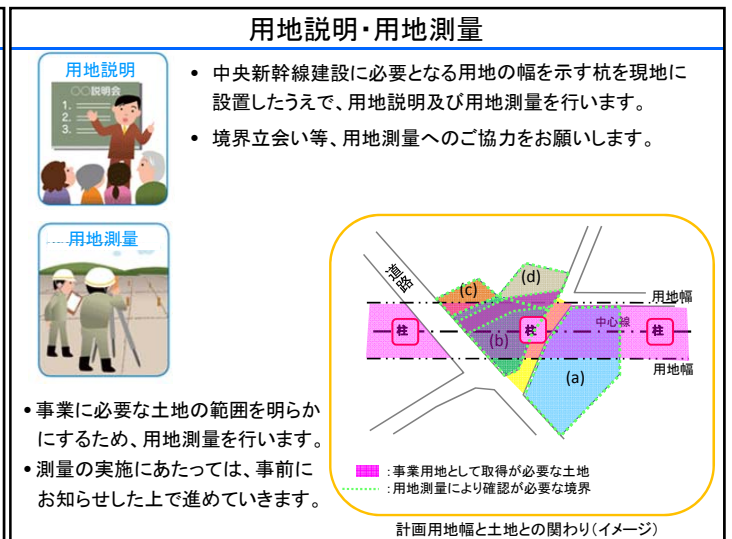 用地説明・用地測量
用地説明
○○説明会
1.
2.
3.
• 中央新幹線建設に必要となる用地の幅を示す杭を現地に
設置したうえで、用地説明及び用地測量を行います。
• 境界立会い等、用地測量へのご協力をお願いします。
用地測量
• 事業に必要な土地の範囲を明らか
にするため、用地測量を行います。
• 測量の実施にあたっては、事前に
お知らせした上で進めていきます。
道路
(c)
(d)
用地幅
柱
(b)
柱
中心線
柱
用地幅
(a)
：事業用地として取得が必要な土地
：用地測量により確認が必要な境界
計画用地幅と土地との関わり（イメージ）